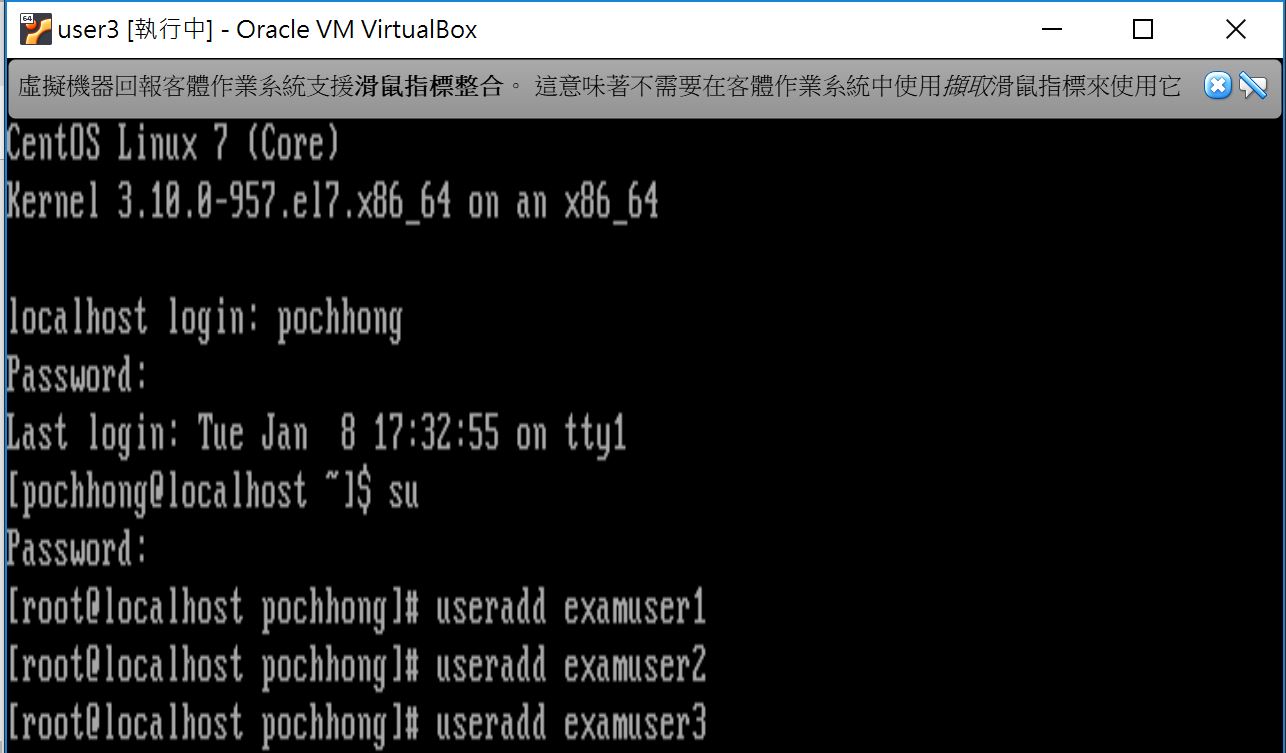 64
user3 [執行中] - Oracle VM VirtualBox
虛擬機器回報客體作業系統支援滑鼠指標整合。 這意味著不需要在客體作業系統中使用擷取滑鼠指標來使用它
CentOS Linux 7 (Core)
Kernel 3.10.0-957.el7.x86_64 on an x86_64
localhost login: pochhong
Password:
Last login: Tue Jan  8 17:32:55 on tty1
[pochhong@localhost ~]$ su
Password:
[root@localhost pochhong]# useradd examuser1
[root@localhost pochhong]# useradd examuser2
[root@localhost pochhong]# useradd examuser3